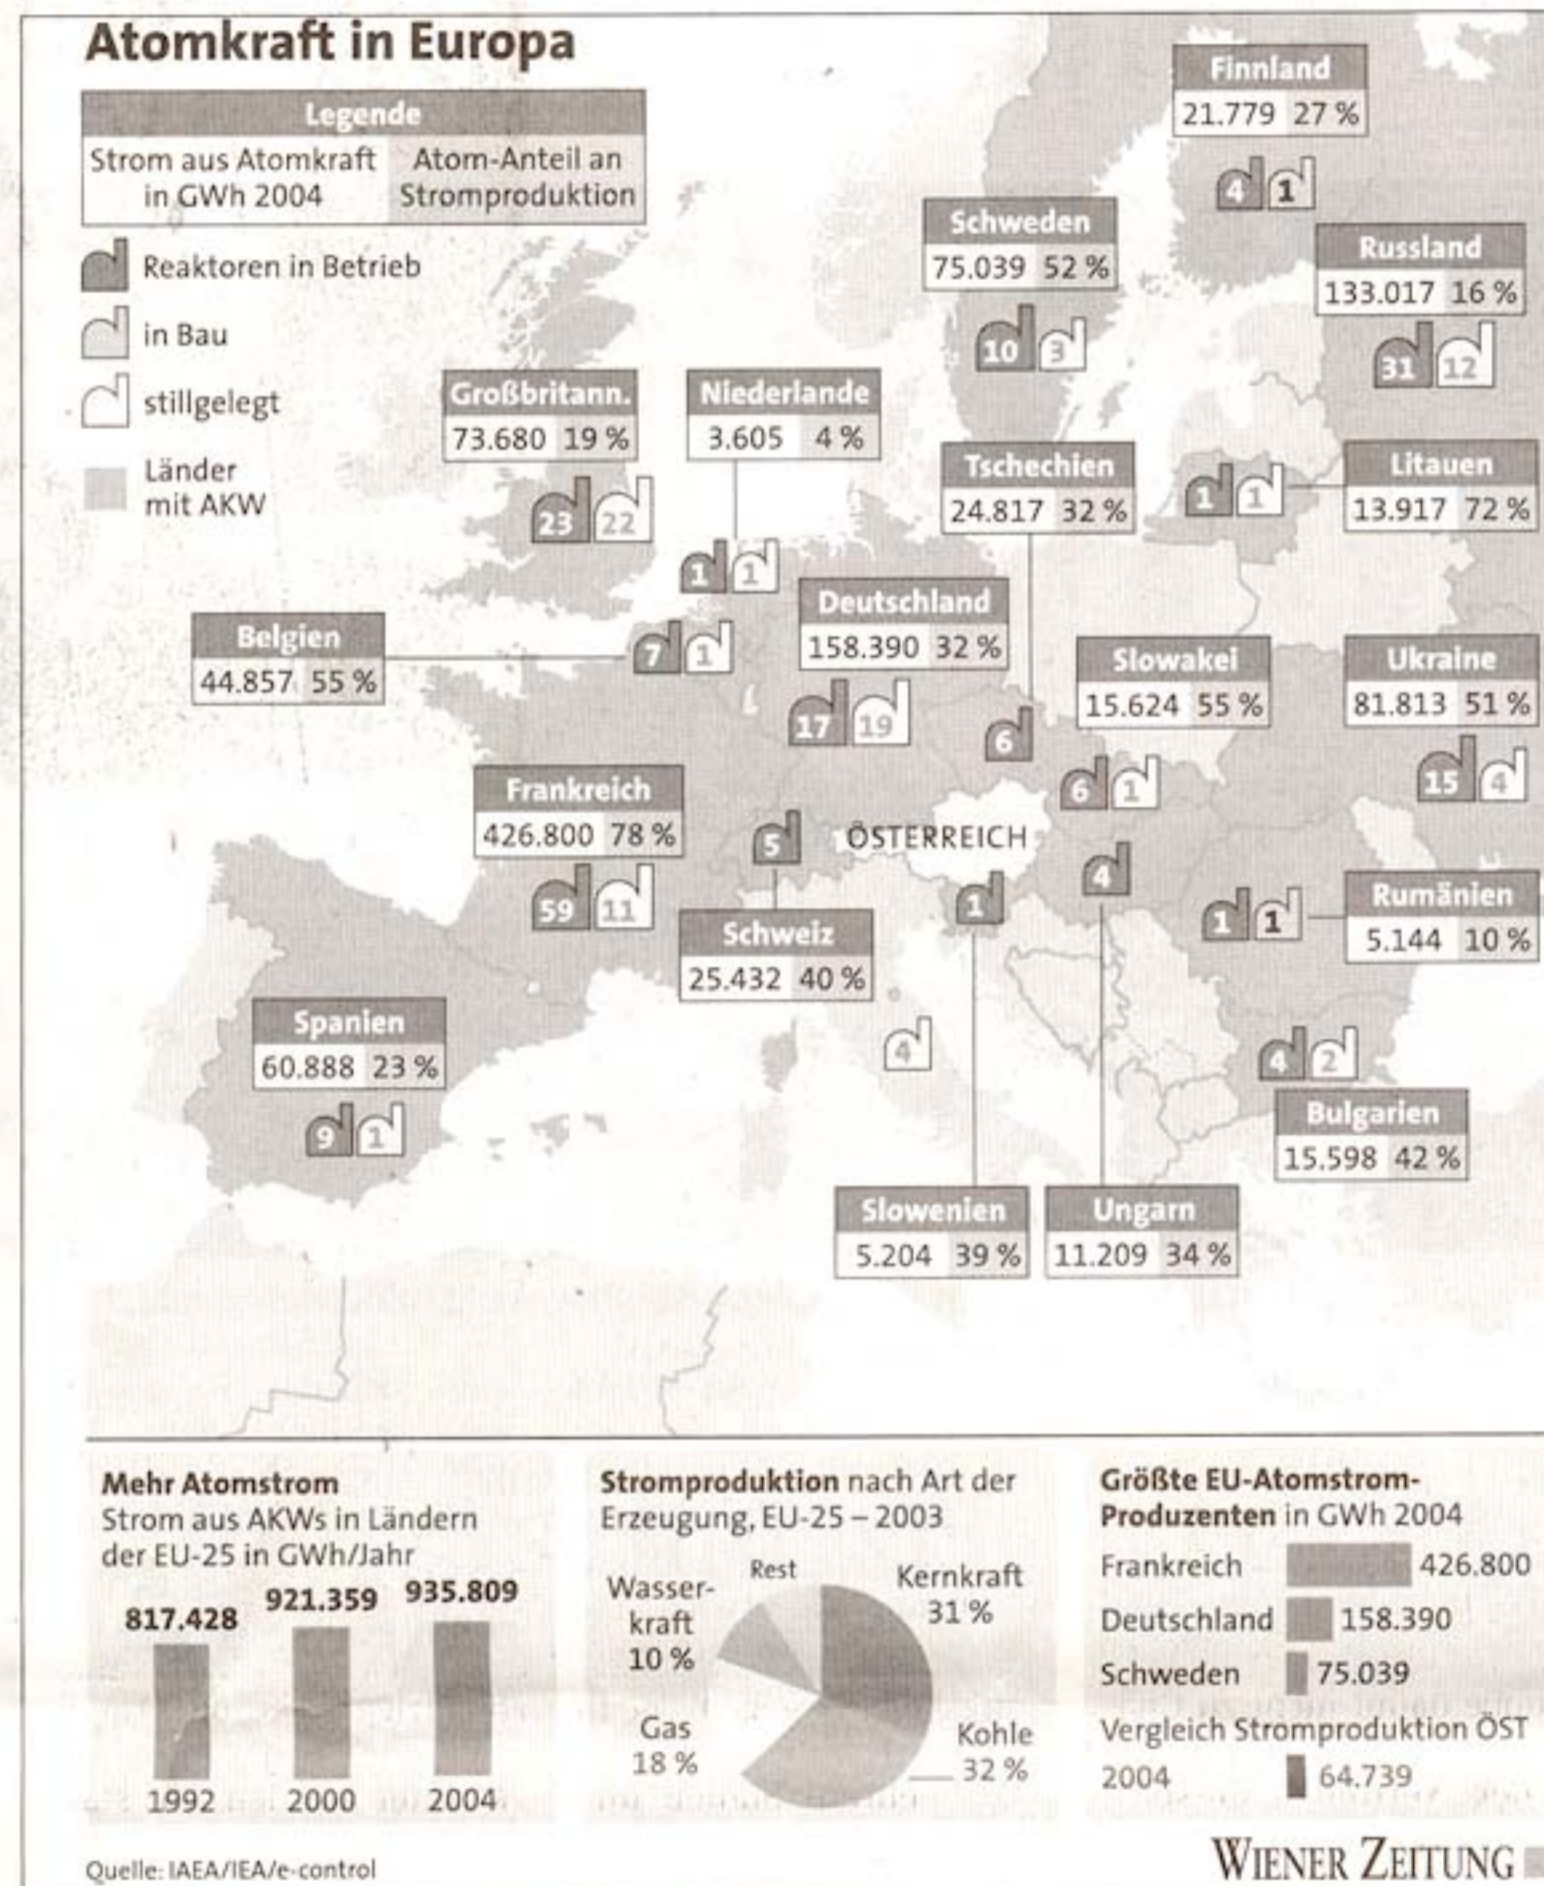 Atomkraft in Europa
Legende
Strom aus Atomkraft
in GWh 2004
Atom-Anteil an
Stromproduktion
Reaktoren in Betrieb
in Bau
stillgelegt
Länder
mit AKW
Finnland
21.779 27 %
4 1
Schweden
75.039 52 %
10 3
Russland
133.017 16 %
31 12
Großbritann.
73.680 19 %
23 22
Niederlande
3.605 4 %
1 1
Tschechien
24.817 32 %
6
Litauen
13.917 72 %
1 1
Belgien
44.857 55 %
7 1
Deutschland
158.390 32 %
17 19
Slowakei
15.624 55 %
6 1
Ukraine
81.813 51 %
15 4
Frankreich
426.800 78 %
59 11
5
Schweiz
25.432 40 %
ÖSTERREICH
1
4
Rumänien
5.144 10 %
1 1
Spanien
60.888 23 %
9 1
4
4 2
Bulgarien
15.598 42 %
Slowenien
5.204 39 %
Ungarn
11.209 34 %
Mehr Atomstrom
Strom aus AKWs in Ländern
der EU-25 in GWh/Jahr
817.428 921.359 935.809
1992 2000 2004
Stromproduktion nach Art der
Erzeugung, EU-25 – 2003
Rest
Kernkraft
31 %
Wasser-
kraft
10 %
Gas
18 %
Kohle
32 %
Größte EU-Atomstrom-
Produzenten in GWh 2004
Frankreich 426.800
Deutschland 158.390
Schweden 75.039
Vergleich Stromproduktion ÖST
2004 64.739
Quelle: IAEA/IEA/e-control
WIENER ZEITUNG